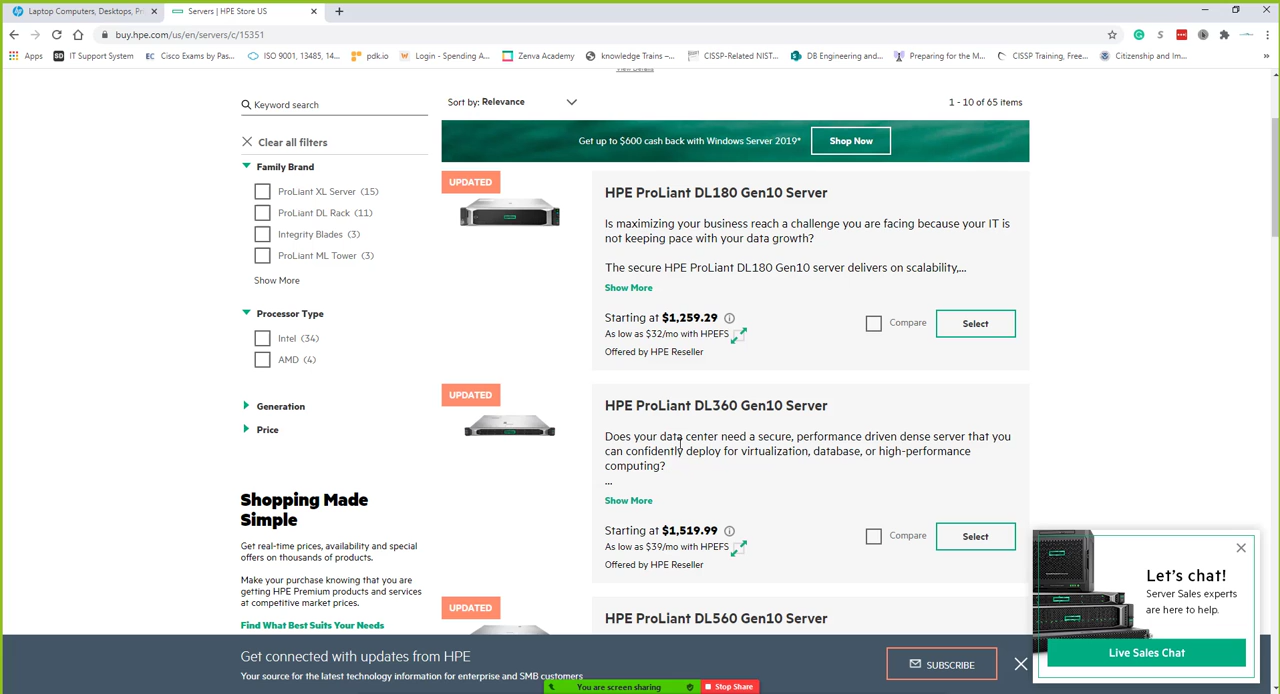 Laptop Computers, Desktops, Pr
Servers | HPE Store US
buy.hpe.com/us/en/servers/c/15351
Apps
IT Support System
Cisco Exams by Pas...
ISO 9001, 13485, 14...
pdk.io
Login - Spending A...
Zenva Academy
knowledge Trains –...
CISSP-Related NIST...
DB Engineering and...
Preparing for the M...
CISSP Training, Free...
Citizenship and Im...
View Details
Keyword search
Sort by: Relevance
1 - 10 of 65 items
Clear all filters
Get up to $600 cash back with Windows Server 2019*
Shop Now
Family Brand
ProLiant XL Server (15)
ProLiant DL Rack (11)
Integrity Blades (3)
ProLiant ML Tower (3)
Show More
Processor Type
Intel (34)
AMD (4)
Generation
Price
UPDATED
HPE ProLiant DL180 Gen10 Server
Is maximizing your business reach a challenge you are facing because your IT is
not keeping pace with your data growth?
The secure HPE ProLiant DL180 Gen10 server delivers on scalability,...
Show More
Starting at $1,259.29
As low as $32/mo with HPEFS
Offered by HPE Reseller
Compare
Select
UPDATED
HPE ProLiant DL360 Gen10 Server
Does your data center need a secure, performance driven dense server that you
can confidently deploy for virtualization, database, or high-performance
computing?
...
Show More
Starting at $1,519.99
As low as $39/mo with HPEFS
Offered by HPE Reseller
Compare
Select
Shopping Made
Simple
Get real-time prices, availability and special
offers on thousands of products.
Make your purchase knowing that you are
getting HPE Premium products and services
at competitive market prices.
Find What Best Suits Your Needs
UPDATED
HPE ProLiant DL560 Gen10 Server
Let's chat!
Server Sales experts
are here to help.
Live Sales Chat
Get connected with updates from HPE
Your source for the latest technology information for enterprise and SMB customers
SUBSCRIBE
You are screen sharing
Stop Share